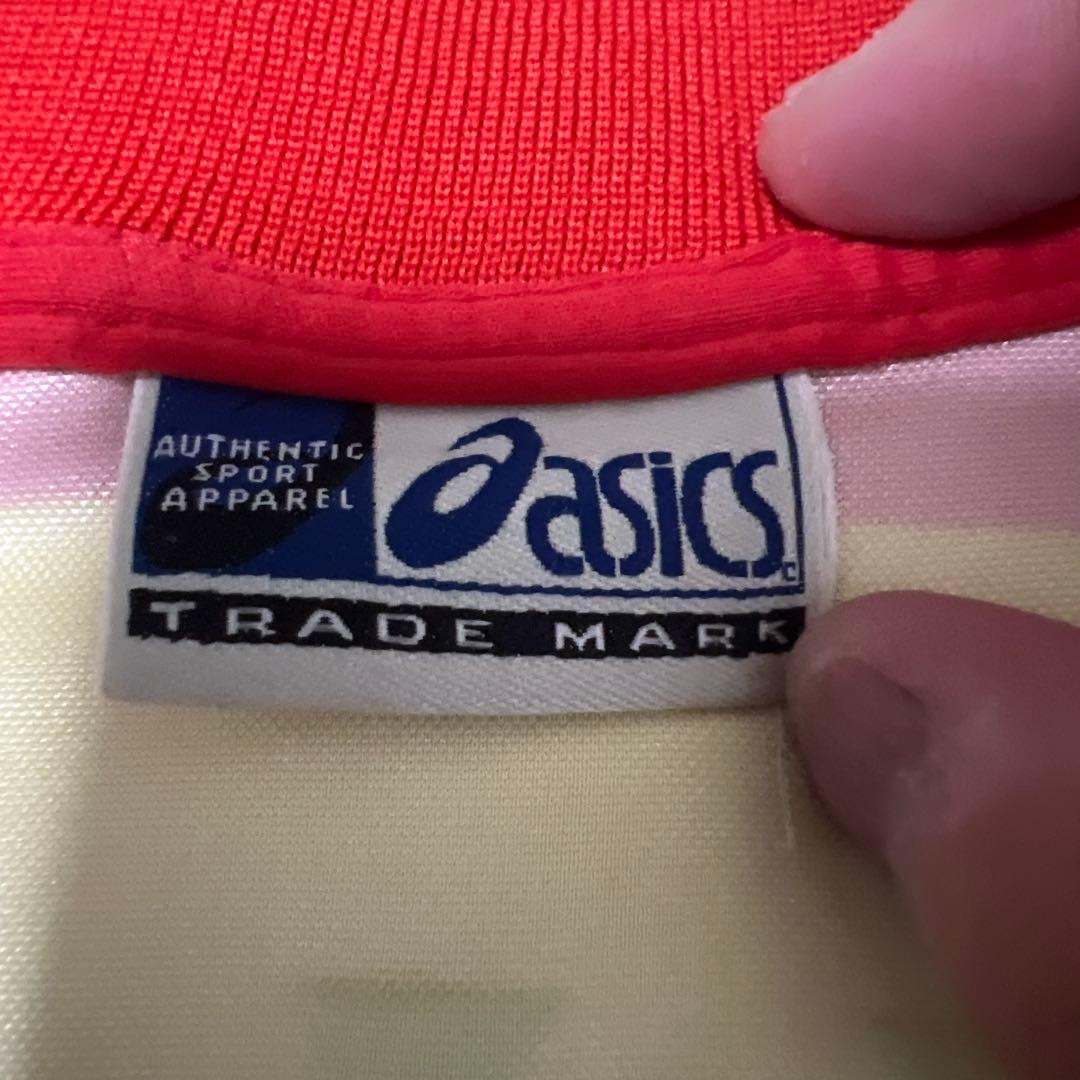 AUTHENTIC
SPORT
APPAREL
asics
C
TRADE MARK